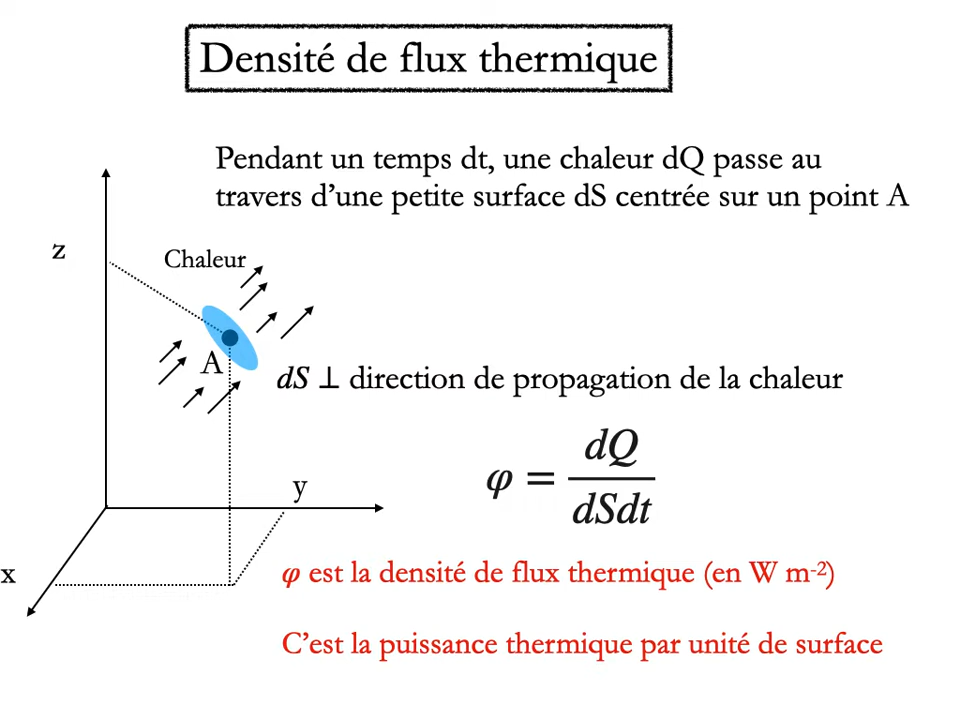 Densité de flux thermique
Pendant un temps dt, une chaleur dQ passe au
travers d’une petite surface dS centrée sur un point A
z
Chaleur
A
dS ⊥ direction de propagation de la chaleur
φ = dQ / dSdt
y
x
φ est la densité de flux thermique (en W m⁻²)
C’est la puissance thermique par unité de surface